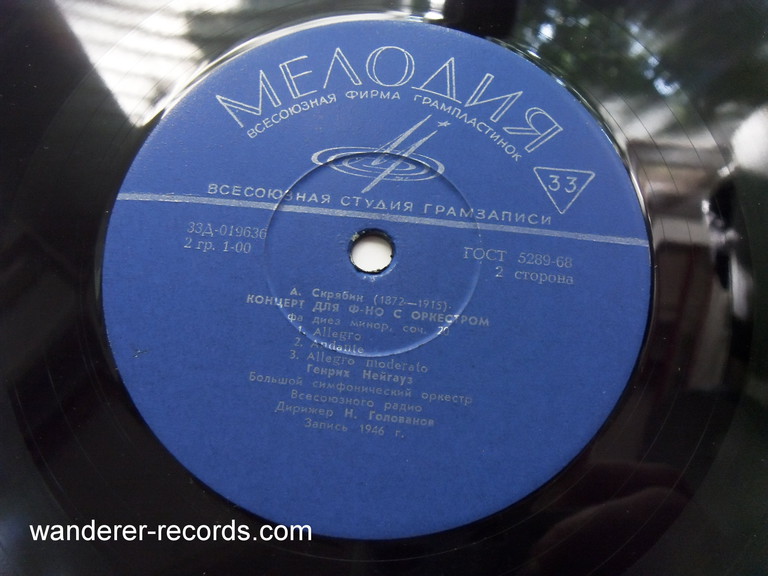 МЕЛОДИЯ
ВСЕСОЮЗНАЯ ФИРМА ГРАМПЛАСТИНОК
33
ВСЕСОЮЗНАЯ СТУДИЯ ГРАМЗАПИСИ
33Д-019636
ГОСТ 5289-68
2 гр. 1-00
2 сторона
А. Скрябин (1872—1915).
КОНЦЕРТ ДЛЯ Ф-НО С ОРКЕСТРОМ
фа диез минор, соч. 20
1. Allegro
2. Andante
3. Allegro moderato
Генрих Нейгауз
Большой симфонический оркестр
Всесоюзного радио
Дирижер Н. Голованов
Запись 1946 г.
wanderer-records.com